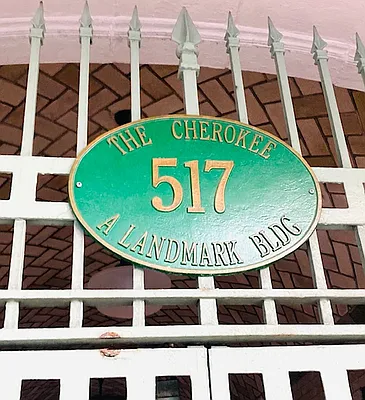 THE CHEROKEE
517
A LANDMARK BLDG